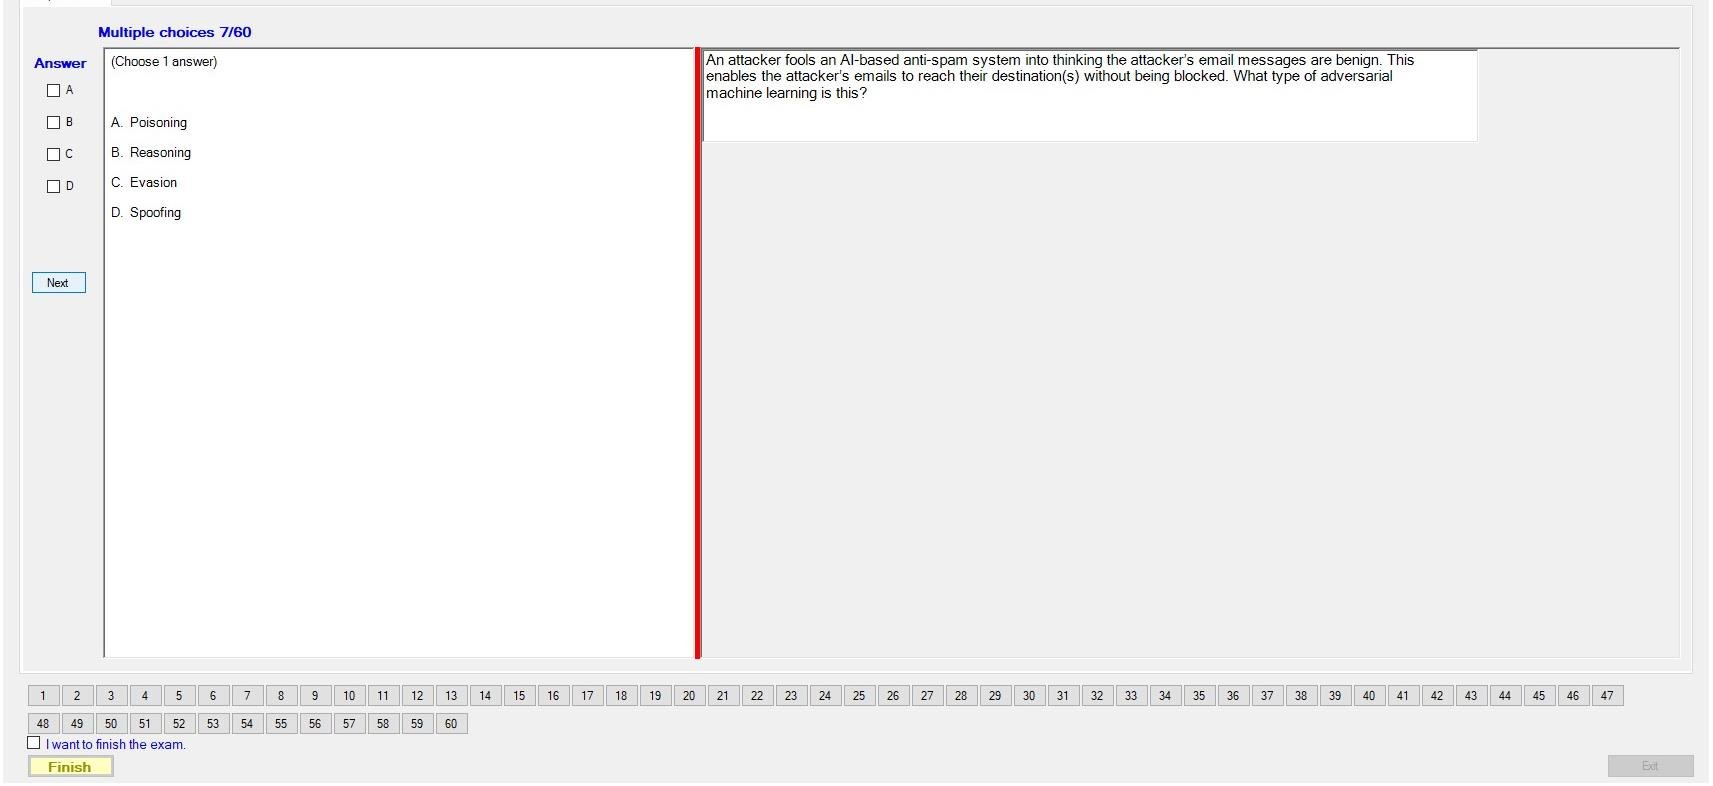 Multiple choices 7/60
Answer
A
B
C
D
Next
(Choose 1 answer)
A. Poisoning
B. Reasoning
C. Evasion
D. Spoofing
An attacker fools an AI-based anti-spam system into thinking the attacker's email messages are benign. This
enables the attacker's emails to reach their destination(s) without being blocked. What type of adversarial
machine learning is this?
1 2 3 4 5 6 7 8 9 10 11 12 13 14 15 16 17 18 19 20 21 22 23 24 25 26 27 28 29 30 31 32 33 34 35 36 37 38 39 40 41 42 43 44 45 46 47
48 49 50 51 52 53 54 55 56 57 58 59 60
I want to finish the exam.
Finish
Exit